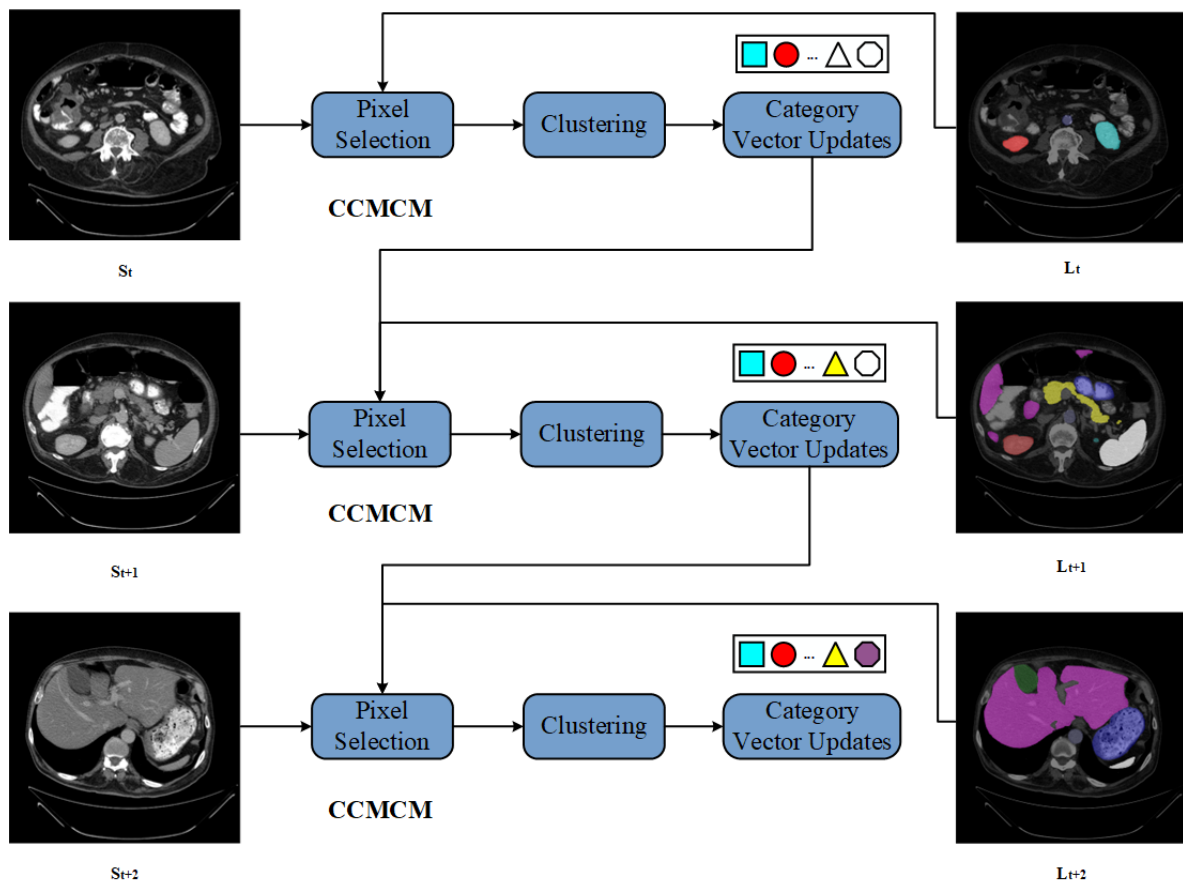 ...
Pixel
Selection
Clustering
Category
Vector Updates
CCMCM
St
Lt
...
Pixel
Selection
Clustering
Category
Vector Updates
CCMCM
St+1
Lt+1
...
Pixel
Selection
Clustering
Category
Vector Updates
CCMCM
St+2
Lt+2